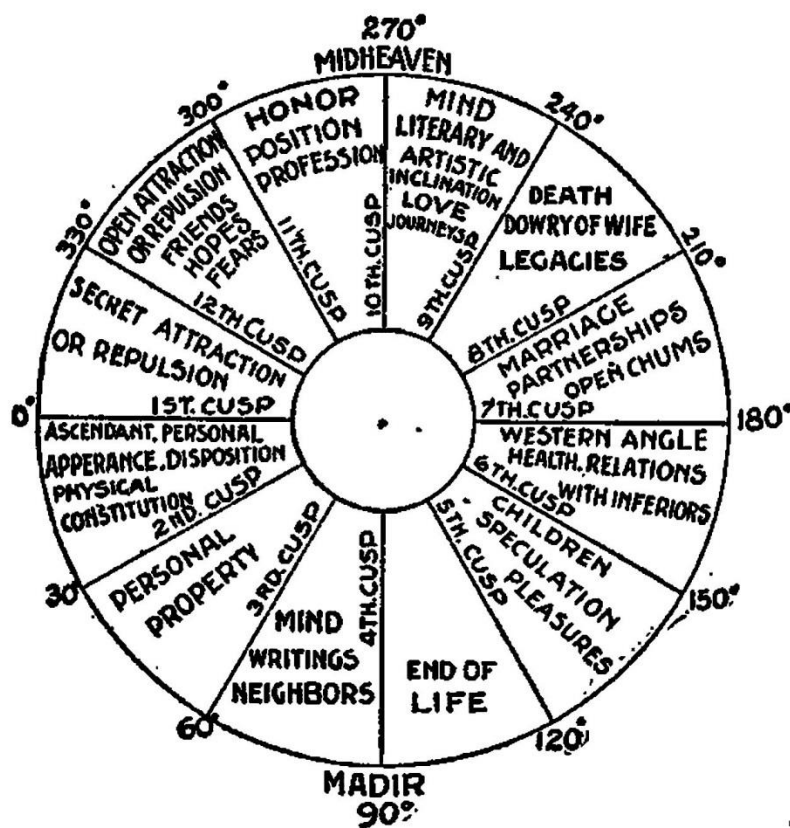 270°
MIDHEAVEN
HONOR
POSITION
PROFESSION
10TH. CUSP
MIND
LITERARY AND
ARTISTIC
INCLINATION
LOVE
JOURNEYSP
9TH. CUSP
240°
DEATH
DOWRY OF WIFE
LEGACIES
8TH. CUSP
210°
MARRIAGE
PARTNERSHIPS
OPEN CHUMS
7TH. CUSP
180°
WESTERN ANGLE
HEALTH. RELATIONS
WITH INFERIORS
6TH. CUSP
150°
CHILDREN
SPECULATION
PLEASURES
5TH. CUSP
120°
END OF
LIFE
4TH. CUSP
MADIR
90°
MIND
WRITINGS
NEIGHBORS
3RD. CUSP
60°
PERSONAL
PROPERTY
2ND. CUSP
30°
ASCENDANT. PERSONAL
APPERANCE. DISPOSITION
PHYSICAL
CONSTITUTION
1ST. CUSP
0°
SECRET ATTRACTION
OR REPULSION
12TH CUSP
330°
OPEN ATTRACTION
OR REPULSION
FRIENDS
HOPES
FEARS
11TH. CUSP
300°